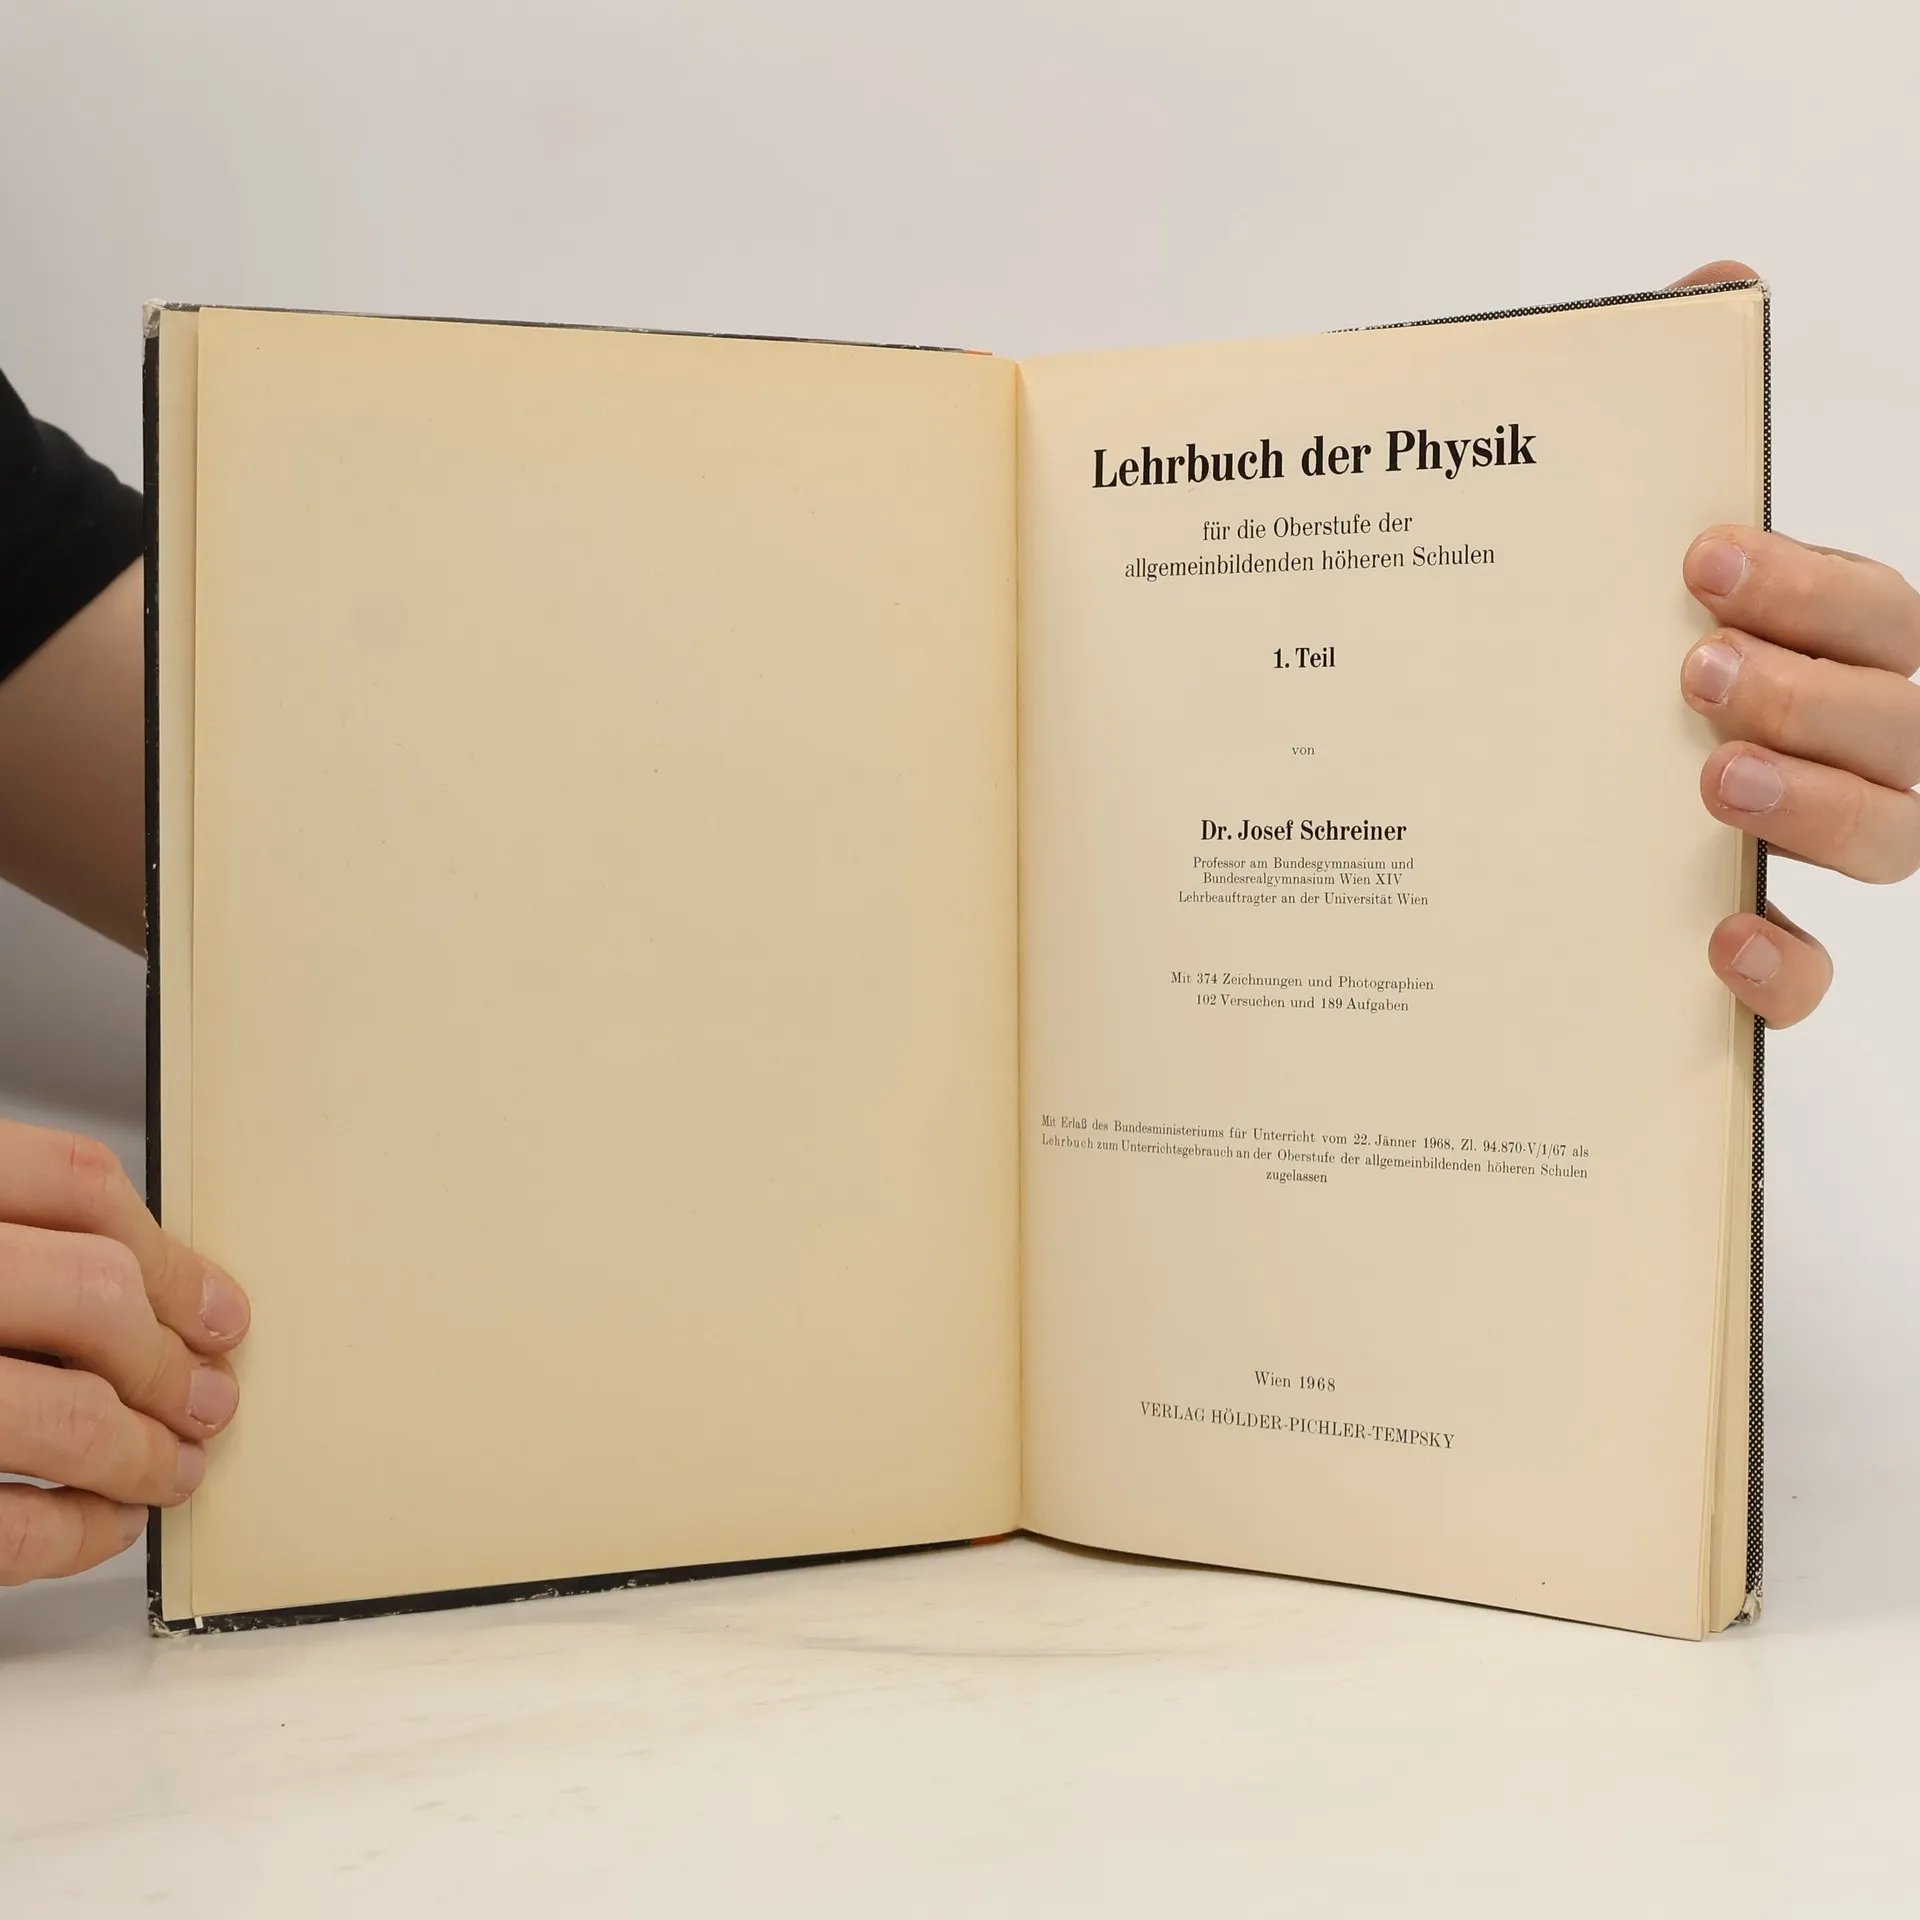 Lehrbuch der Physik
für die Oberstufe der
allgemeinbildenden höheren Schulen
1. Teil
von
Dr. Josef Schreiner
Professor am Bundesgymnasium und
Bundesrealgymnasium Wien XIV
Lehrbeauftragter an der Universität Wien
Mit 374 Zeichnungen und Photographien
102 Versuchen und 189 Aufgaben
Mit Erlaß des Bundesministeriums für Unterricht vom 22. Jänner 1968, Zl. 94.870-V/1/67 als
Lehrbuch zum Unterrichtsgebrauch an der Oberstufe der allgemeinbildenden höheren Schulen
zugelassen
Wien 1968
VERLAG HÖLDER-PICHLER-TEMPSKY